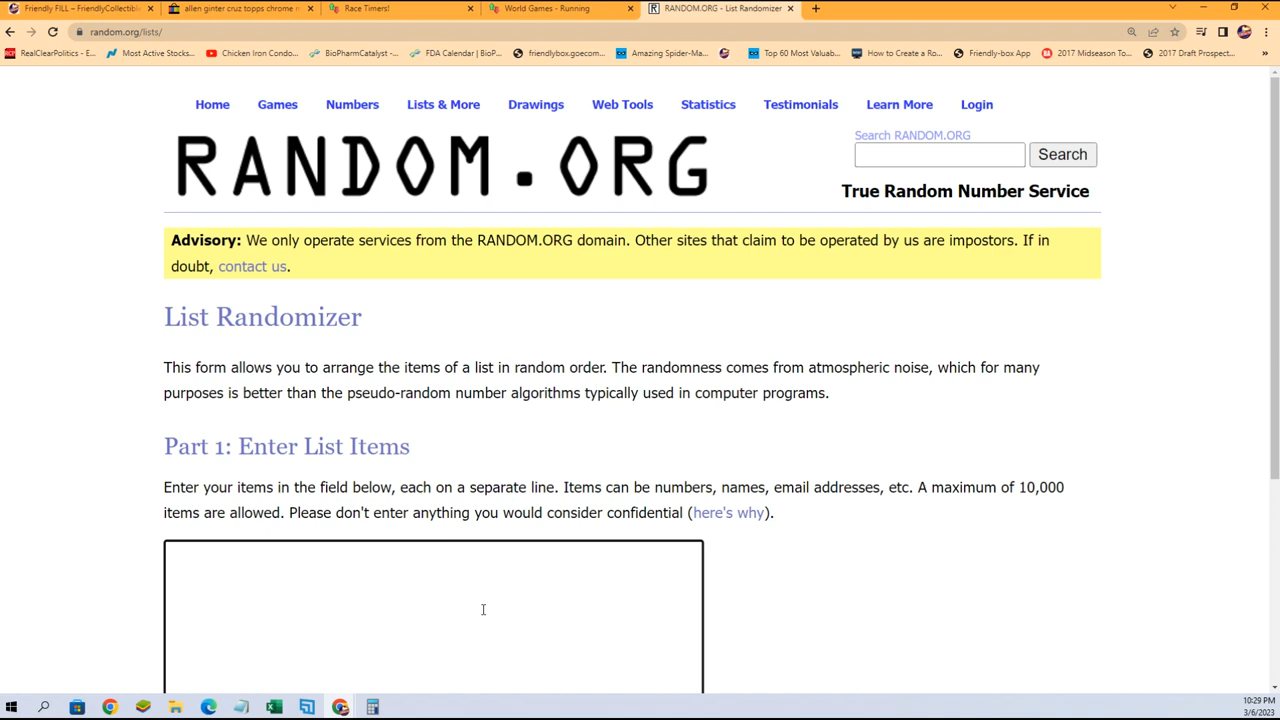 Friendly FILL – FriendlyCollectible
allen ginter cruz topps chrome r
Race Timers!
World Games - Running
RANDOM.ORG - List Randomizer
random.org/lists/
RealClearPolitics - E...
Most Active Stocks...
Chicken Iron Condo...
BioPharmCatalyst -...
FDA Calendar | BioP...
friendlybox.goecom...
Amazing Spider-Ma...
Top 60 Most Valuab...
How to Create a Ro...
Friendly-box App
2017 Midseason To...
2017 Draft Prospect...
»
Home
Games
Numbers
Lists & More
Drawings
Web Tools
Statistics
Testimonials
Learn More
Login
RANDOM.ORG
Search RANDOM.ORG
Search
True Random Number Service
Advisory: We only operate services from the RANDOM.ORG domain. Other sites that claim to be operated by us are impostors. If in
doubt, contact us.
List Randomizer
This form allows you to arrange the items of a list in random order. The randomness comes from atmospheric noise, which for many
purposes is better than the pseudo-random number algorithms typically used in computer programs.
Part 1: Enter List Items
Enter your items in the field below, each on a separate line. Items can be numbers, names, email addresses, etc. A maximum of 10,000
items are allowed. Please don't enter anything you would consider confidential (here's why).
10:29 PM
3/6/2023